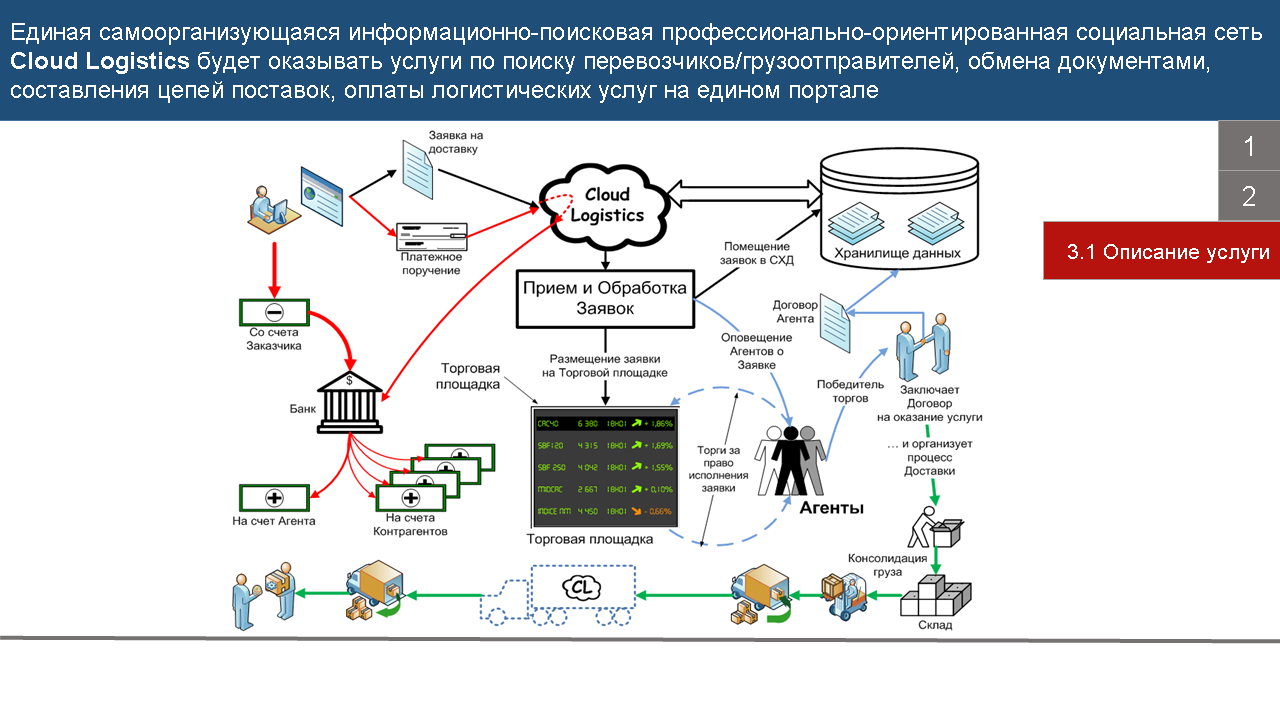 Единая самоорганизующаяся информационно-поисковая профессионально-ориентированная социальная сеть
Cloud Logistics будет оказывать услуги по поиску перевозчиков/грузоотправителей, обмена документами,
составления цепей поставок, оплаты логистических услуг на едином портале
1
2
3.1 Описание услуги
Заявка на
доставку
Платежное
поручение
Cloud
Logistics
Хранилище данных
Помещение
заявок в СХД
Прием и Обработка
Заявок
Со счета
Заказчика
Договор
Агента
Оповещение
Агентов о
Заявке
Размещение заявки
на Торговой площадке
Торговая
площадка
Победитель
торгов
Заключает
Договор
на оказание услуги
$
Банк
... и организует
процесс
Доставки
CAC40 6 380 18H01 + 1,86%
SBF120 4 315 18H01 + 1,69%
SBF 250 4 042 18H01 + 1,55%
MIDCAC 2 667 18H01 + 0,10%
INDICE MM 4 450 18H01 - 0,66%
Торги за
право
исполнения
заявки
Агенты
На счет Агента
На счета
Контрагентов
Торговая площадка
Консолидация
груза
CL
Склад